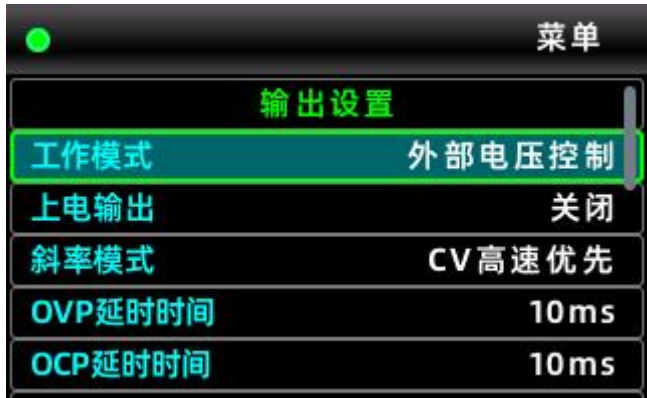 菜单
输出设置
工作模式 外部电压控制
上电输出 关闭
斜率模式 CV高速优先
OVP延时时间 10ms
OCP延时时间 10ms